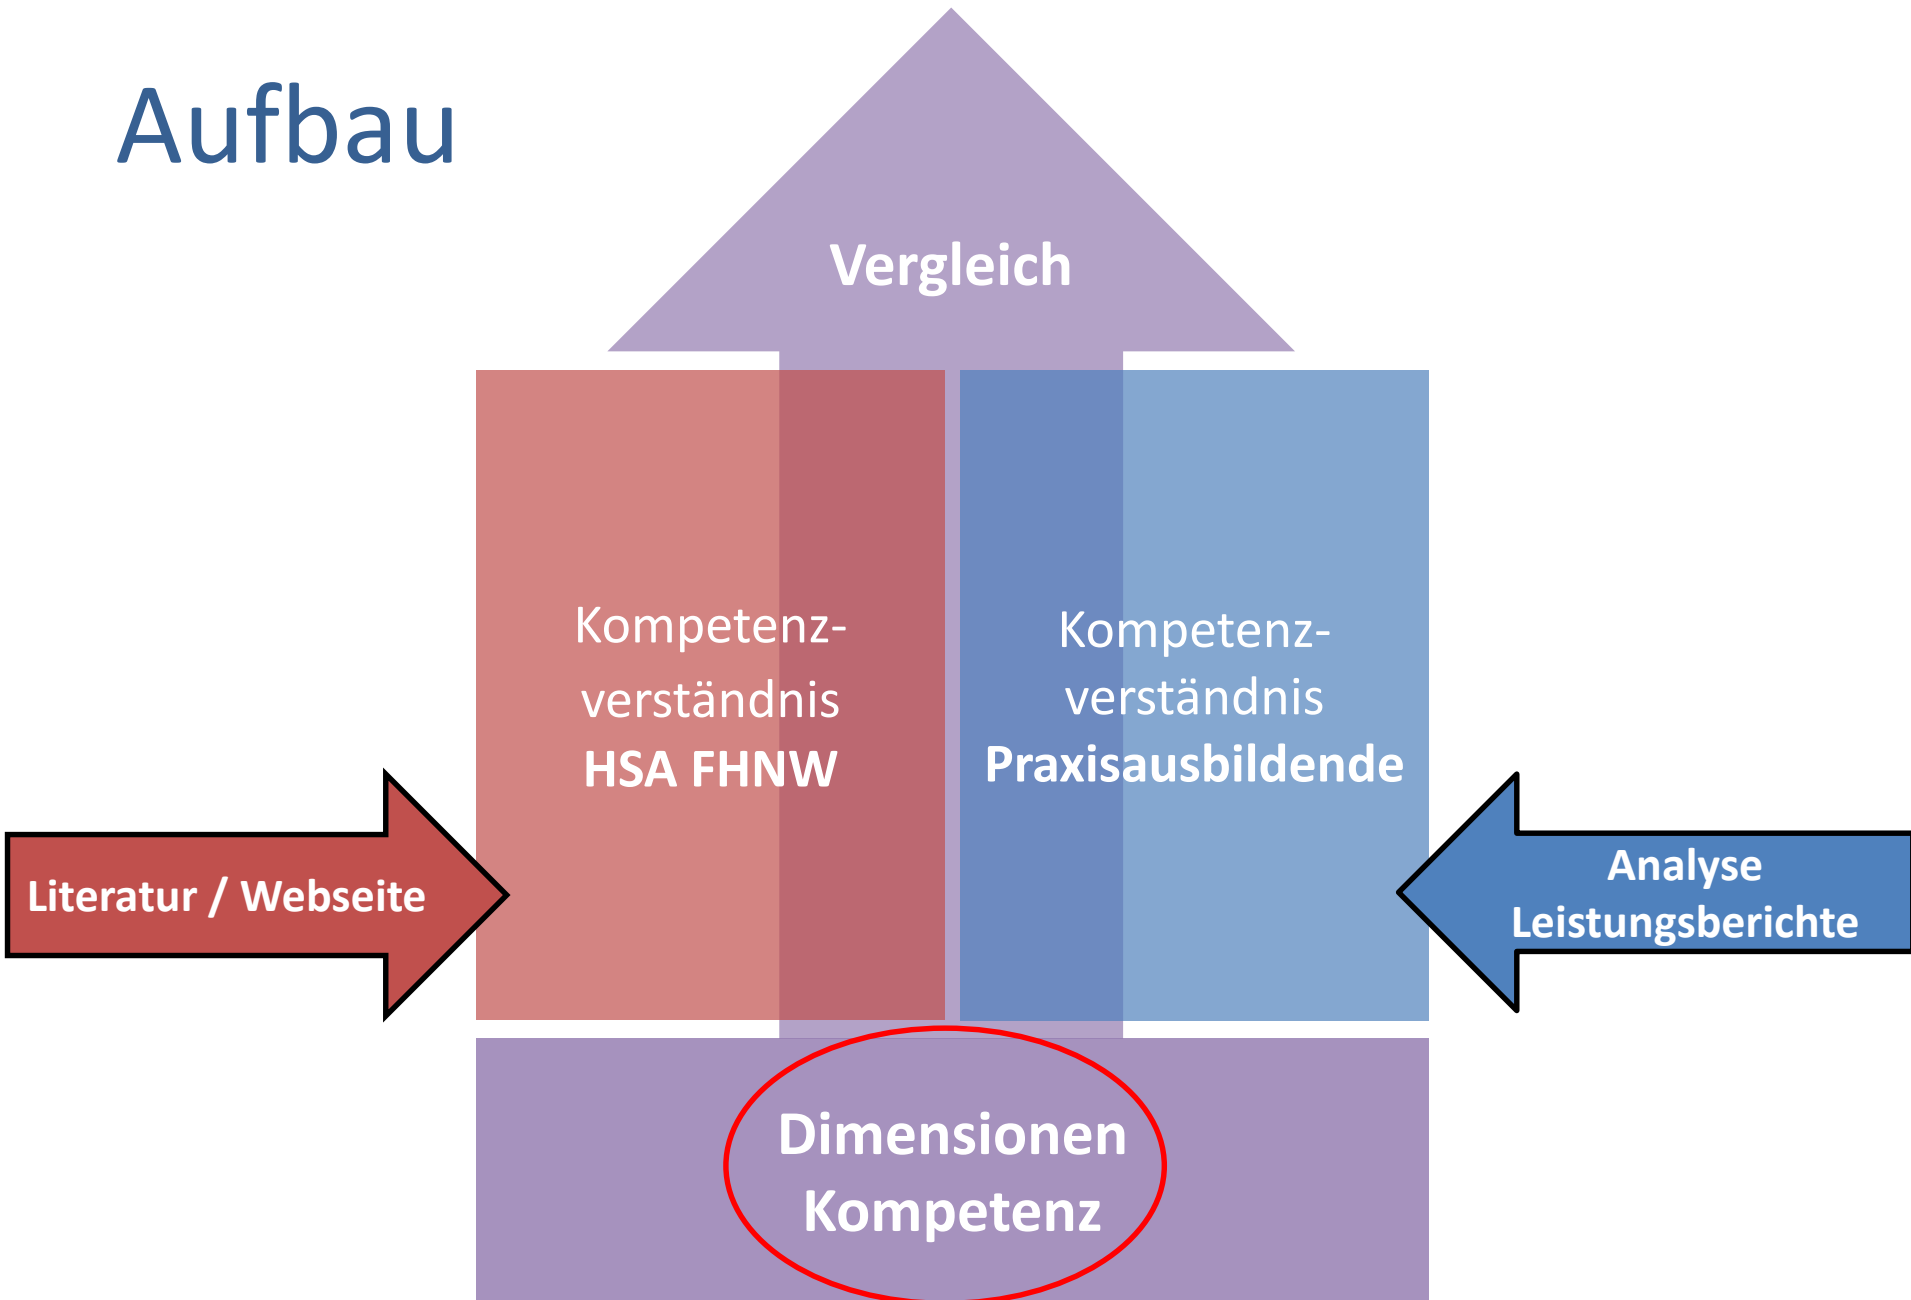 Aufbau
Vergleich
Kompetenz-
verständnis
HSA FHNW
Kompetenz-
verständnis
Praxisausbildende
Literatur / Webseite
Analyse
Leistungsberichte
Dimensionen
Kompetenz